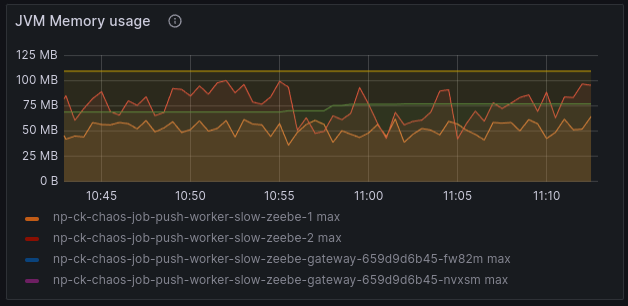 JVM Memory usage
125 MB
100 MB
75 MB
50 MB
25 MB
0 B
10:45 10:50 10:55 11:00 11:05 11:10
np-ck-chaos-job-push-worker-slow-zeebe-1 max
np-ck-chaos-job-push-worker-slow-zeebe-2 max
np-ck-chaos-job-push-worker-slow-zeebe-gateway-659d9d6b45-fw82m max
np-ck-chaos-job-push-worker-slow-zeebe-gateway-659d9d6b45-nvxsm max